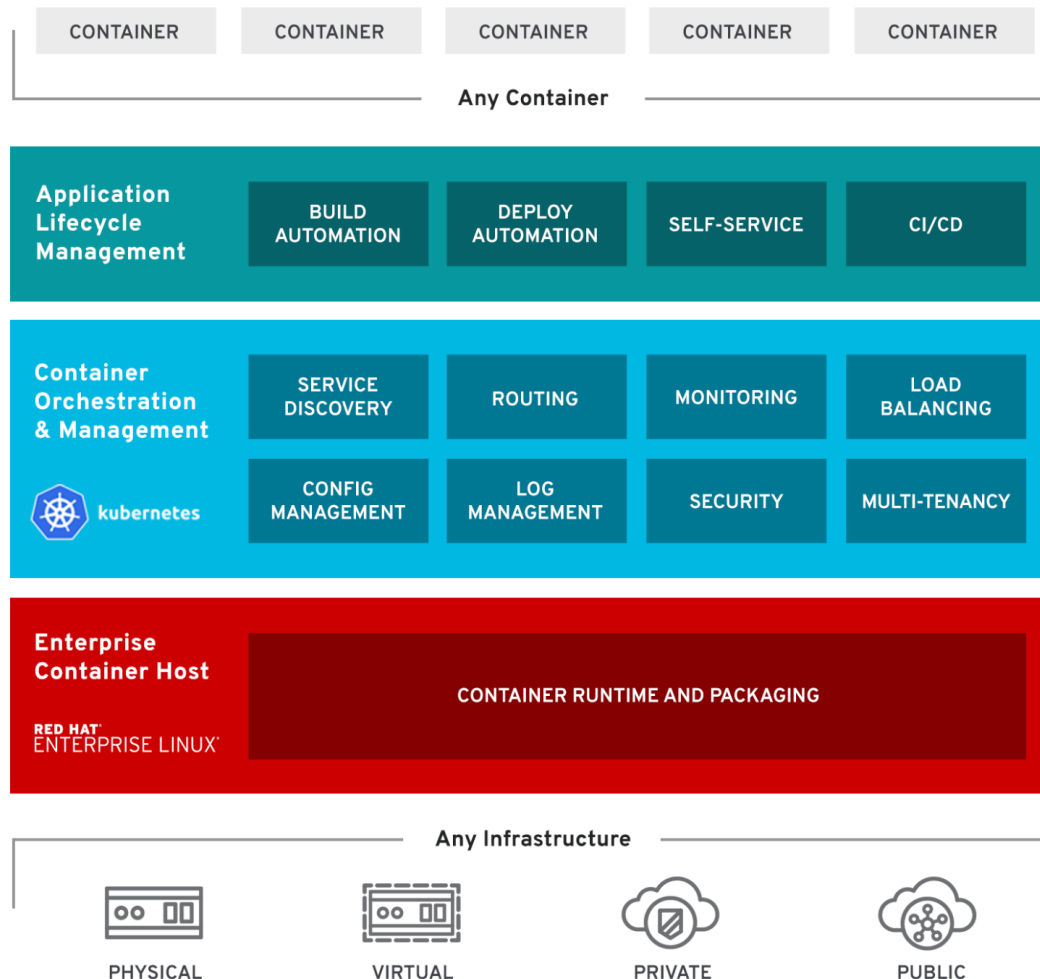 CONTAINER CONTAINER CONTAINER CONTAINER CONTAINER
Any Container
Application
Lifecycle
Management
BUILD
AUTOMATION
DEPLOY
AUTOMATION
SELF-SERVICE
CI/CD
Container
Orchestration
& Management
kubernetes
SERVICE
DISCOVERY
ROUTING
MONITORING
LOAD
BALANCING
CONFIG
MANAGEMENT
LOG
MANAGEMENT
SECURITY
MULTI-TENANCY
Enterprise
Container Host
RED HAT®
ENTERPRISE LINUX®
CONTAINER RUNTIME AND PACKAGING
Any Infrastructure
PHYSICAL VIRTUAL PRIVATE PUBLIC